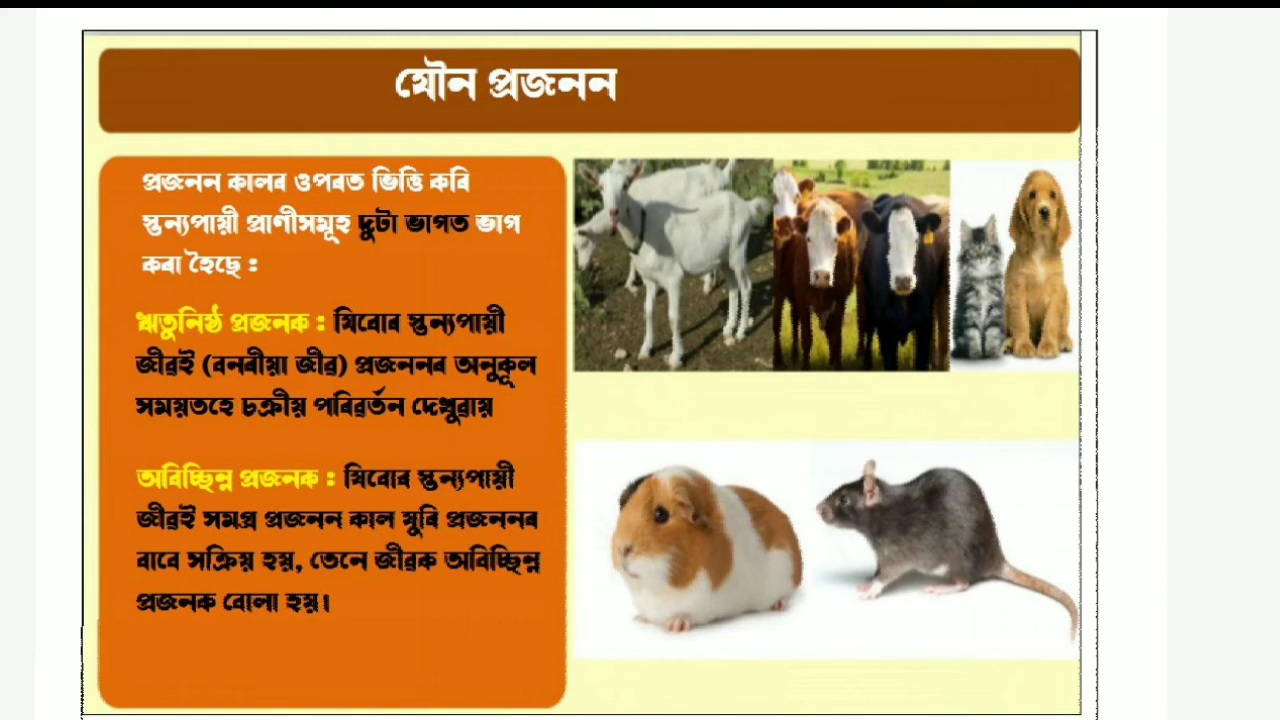 যৌন প্ৰজনন
প্ৰজনন কালৰ ওপৰত ভিত্তি কৰি
স্তন্যপায়ী প্ৰাণীসমূহ দুটা ভাগত ভাগ
কৰা হৈছে :
ঋতুনিষ্ঠ প্ৰজনক : যিবোৰ স্তন্যপায়ী
জীৱই (বনৰীয়া জীৱ) প্ৰজননৰ অনুকূল
সময়তহে চক্ৰীয় পৰিৱৰ্তন দেখুৱায়
অবিচ্ছিন্ন প্ৰজনক : যিবোৰ স্তন্যপায়ী
জীৱই সমগ্ৰ প্ৰজনন কাল যুৰি প্ৰজননৰ
বাবে সক্ৰিয় হয়, তেনে জীৱক অবিচ্ছিন্ন
প্ৰজনক বোলা হয়।